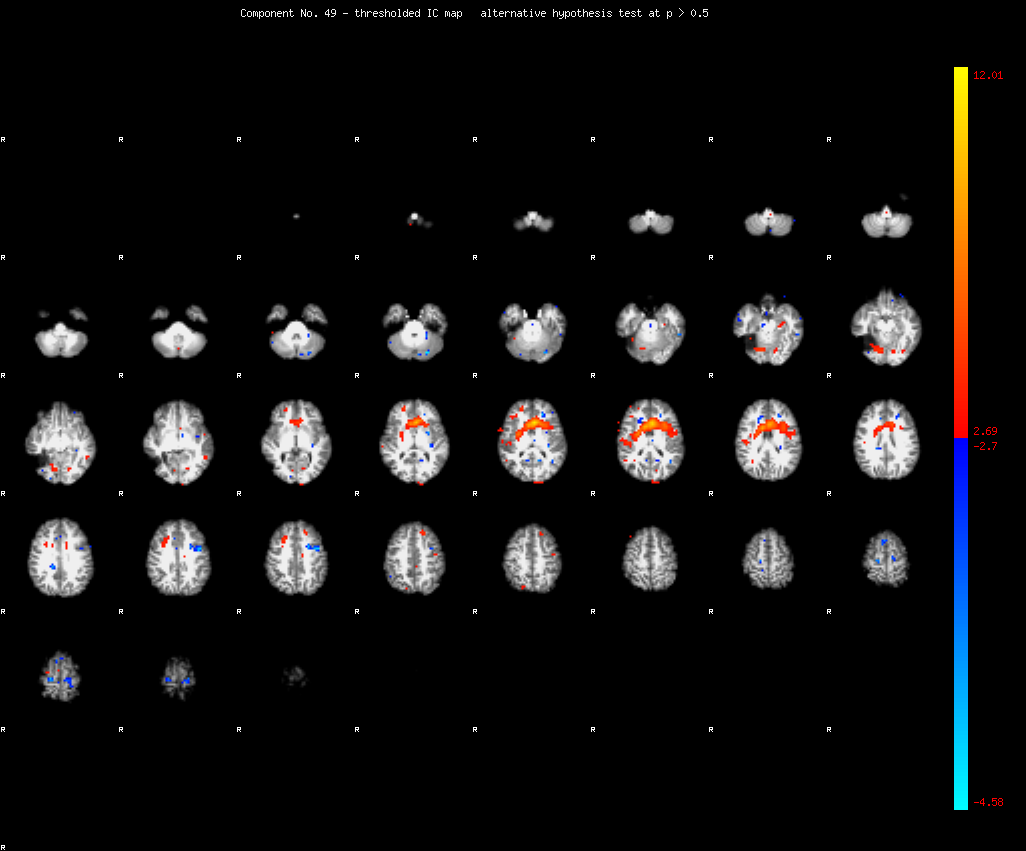 Component No. 49 - thresholded IC map   alternative hypothesis test at p > 0.5
12.01
R R R R R R R R
R R R R R R R R
R R R R R R R R
2.69
-2.7
R R R R R R R R
R R R R R R R R
R R R R R R R R
-4.58
R